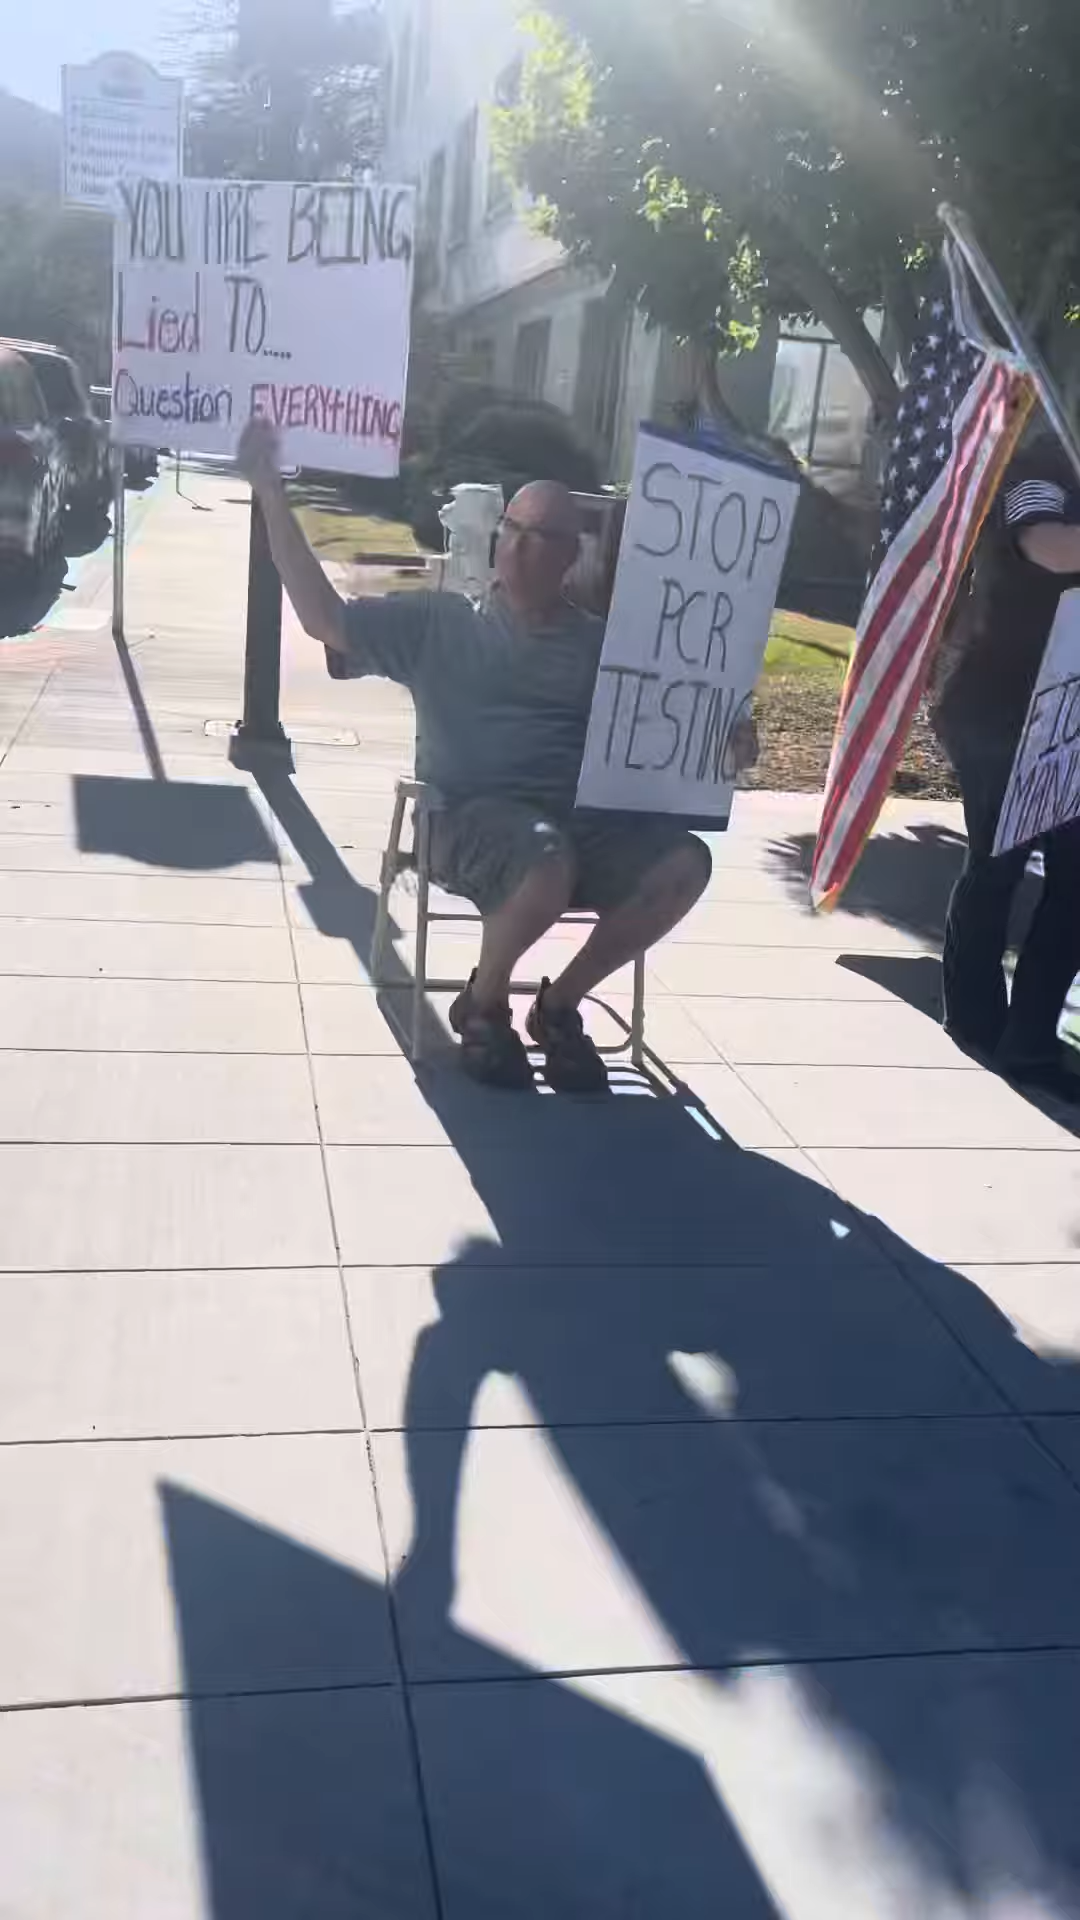 YOU ARE BEING
Lied TO.....
Question EVERYtHING
STOP
PCR
TESTING